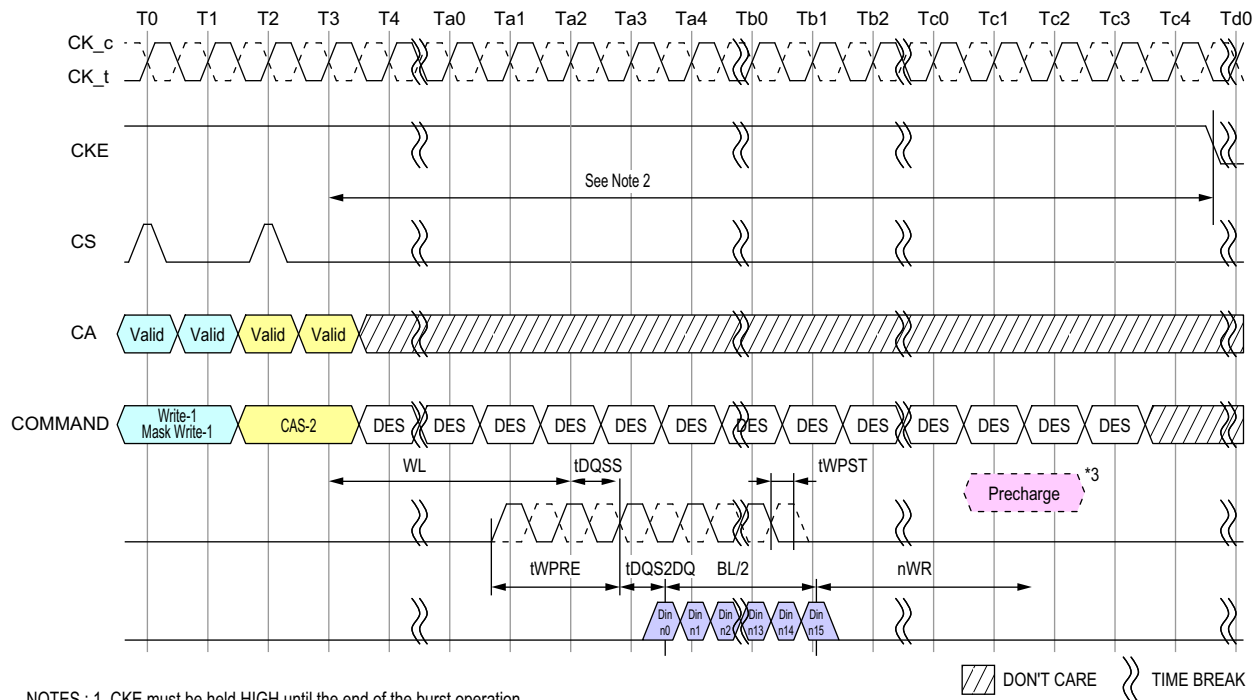 T0 T1 T2 T3 T4 Ta0 Ta1 Ta2 Ta3 Ta4 Tb0 Tb1 Tb2 Tc0 Tc1 Tc2 Tc3 Tc4 Td0
CK_c
CK_t
CKE
See Note 2
CS
CA Valid Valid Valid Valid
COMMAND Write-1 Mask Write-1 CAS-2 DES DES DES DES DES DES DES DES DES DES DES DES DES
WL tDQSS tWPST
Precharge *3
tWPRE tDQS2DQ BL/2 nWR
Din n0 Din n1 Din n2 Din n13 Din n14 Din n15
DON'T CARE TIME BREAK
NOTES : 1. CKE must be held HIGH until the end of the burst operation.